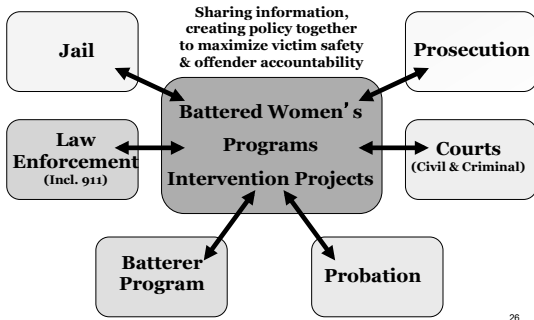 Sharing information,
creating policy together
to maximize victim safety
& offender accountability
Jail
Prosecution
Battered Women's
Programs
Intervention Projects
Law
Enforcement
(Incl. 911)
Courts
(Civil & Criminal)
Batterer
Program
Probation
26